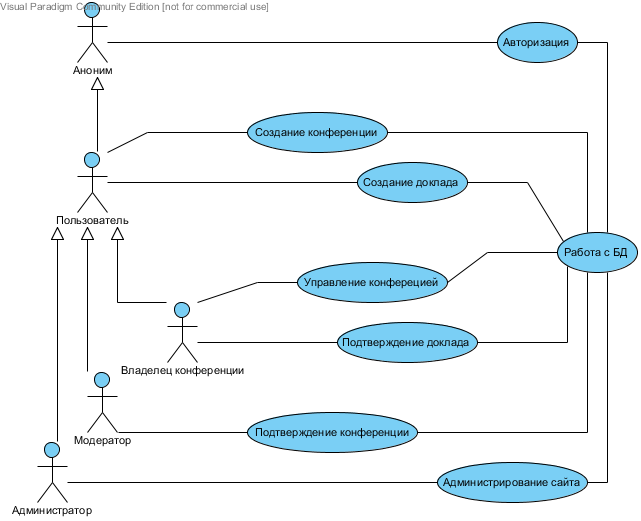 Visual Paradigm Community Edition [not for commercial use]
Авторизация
Аноним
Создание конференции
Создание доклада
Пользователь
Работа с БД
Управление конферецией
Подтверждение доклада
Владелец конференции
Модератор
Подтверждение конференции
Администратор
Администрирование сайта